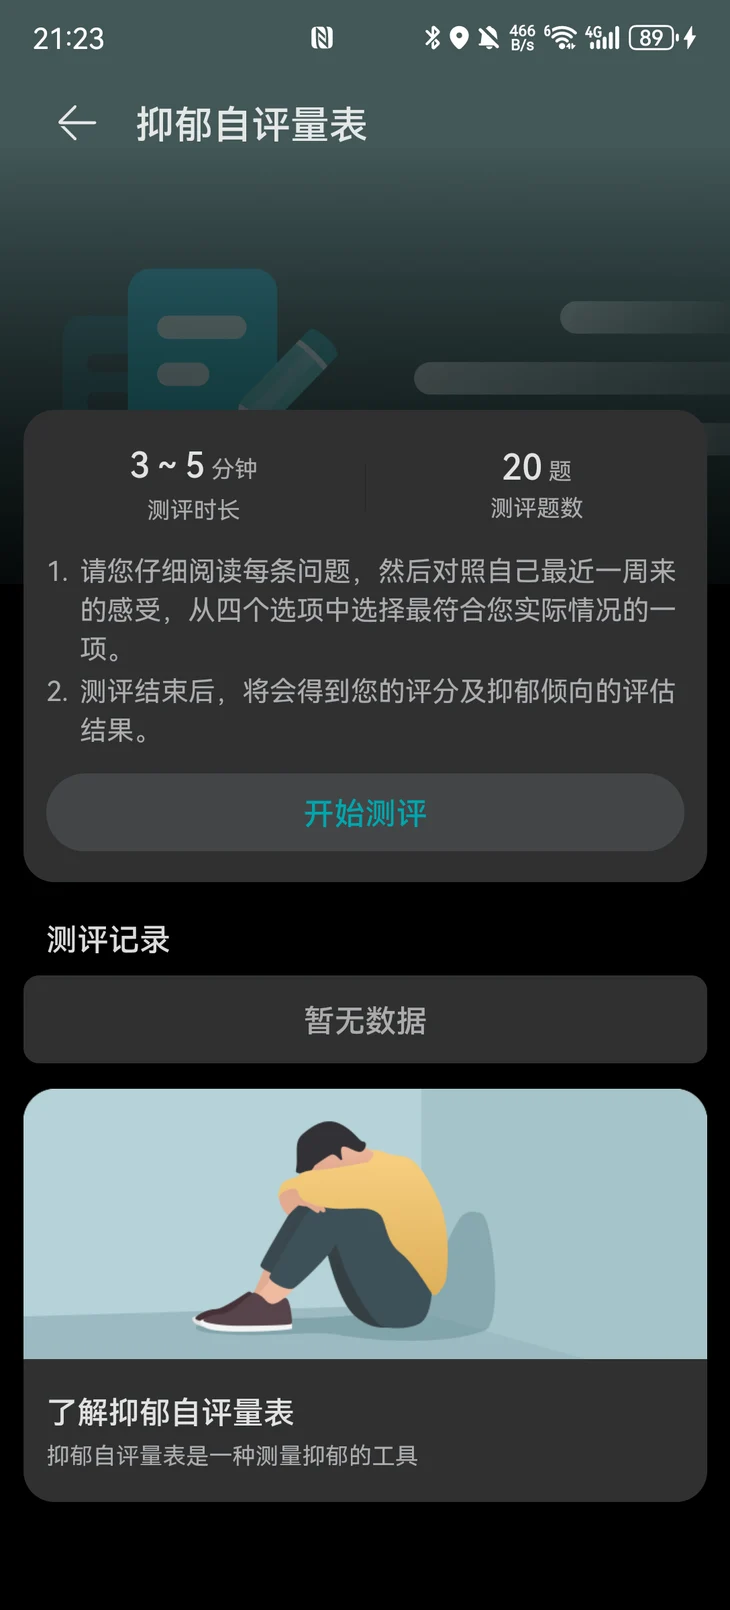 21:23
466 B/s
6
4G
89
抑郁自评量表
3 ~ 5 分钟
测评时长
20 题
测评题数
1. 请您仔细阅读每条问题，然后对照自己最近一周来
的感受，从四个选项中选择最符合您实际情况的一
项。
2. 测评结束后，将会得到您的评分及抑郁倾向的评估
结果。
开始测评
测评记录
暂无数据
了解抑郁自评量表
抑郁自评量表是一种测量抑郁的工具